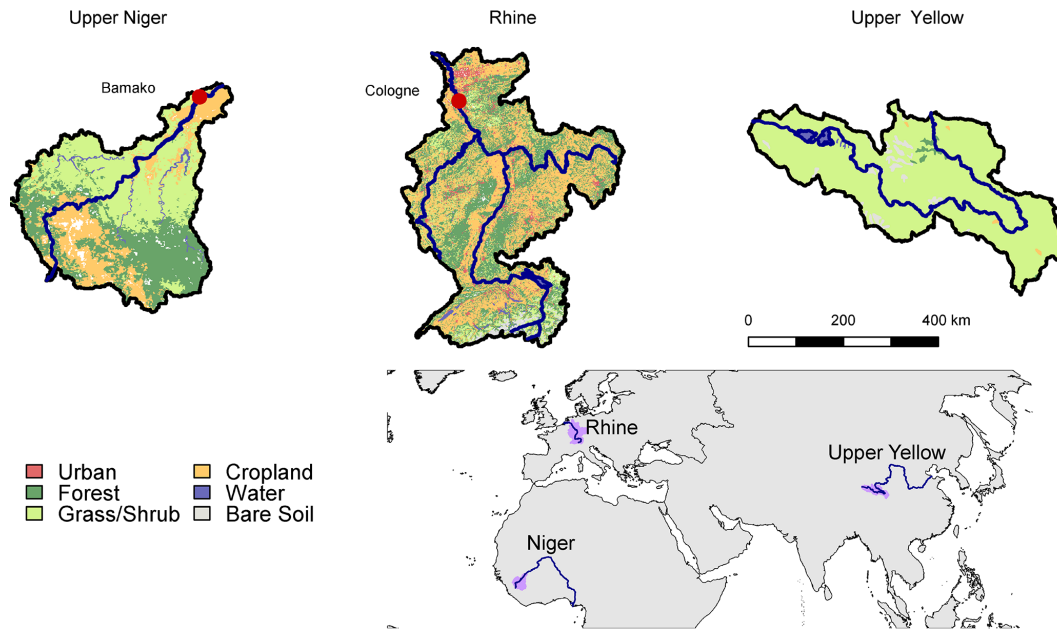 Upper Niger
Rhine
Upper Yellow
Bamako
Cologne
0 200 400 km
Rhine
Upper Yellow
Niger
Urban
Cropland
Forest
Water
Grass/Shrub
Bare Soil